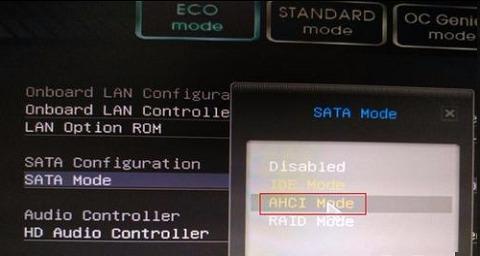 ECO
mode
STANDARD
mode
OC Geni
mode
Onboard LAN Configura
Onboard LAN Controlle
LAN Option ROM
SATA Configuration
SATA Mode
Audio Controller
HD Audio Controller
SATA Mode
Disabled
IDE Mode
AHCI Mode
RAID Mode